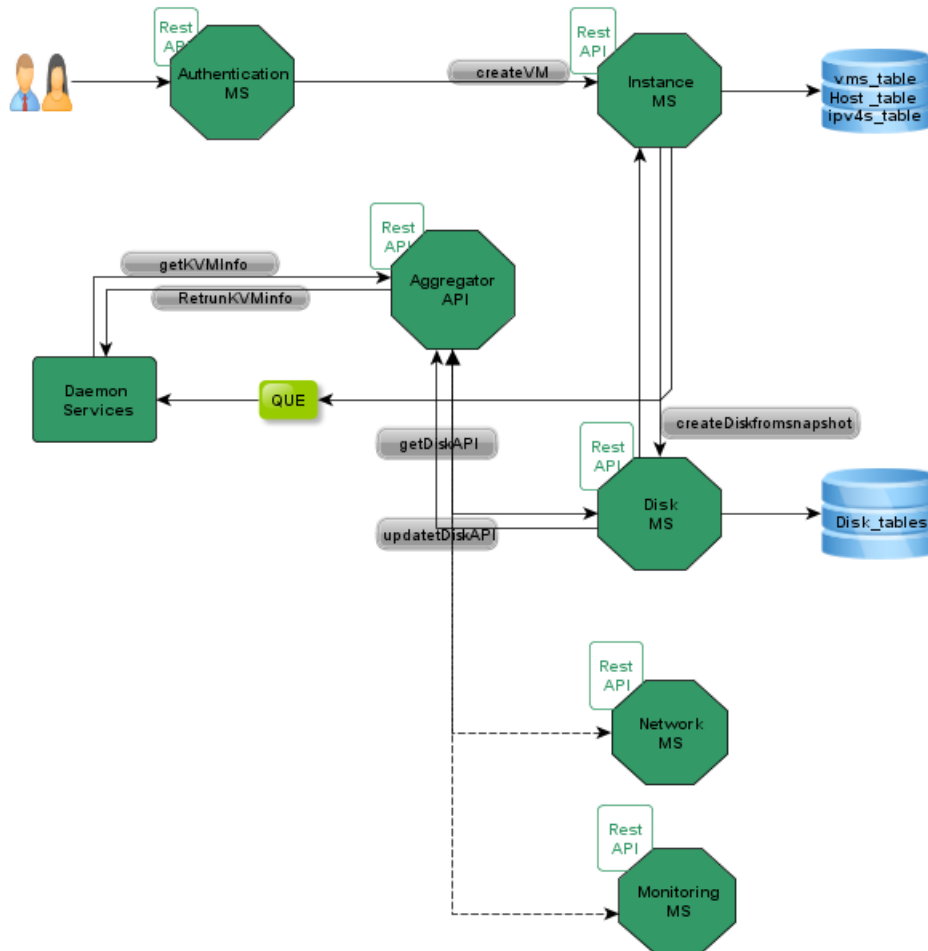 Rest
API
Authentication
MS
createVM
Rest
API
Instance
MS
vms_table
Host _table
ipv4s_table
getKVMInfo
RetrunKVMinfo
Rest
API
Aggregator
API
Daemon
Services
QUE
getDiskAPI
createDiskfromsnapshot
Rest
API
Disk
MS
updatetDiskAPI
Disk_tables
Rest
API
Network
MS
Rest
API
Monitoring
MS